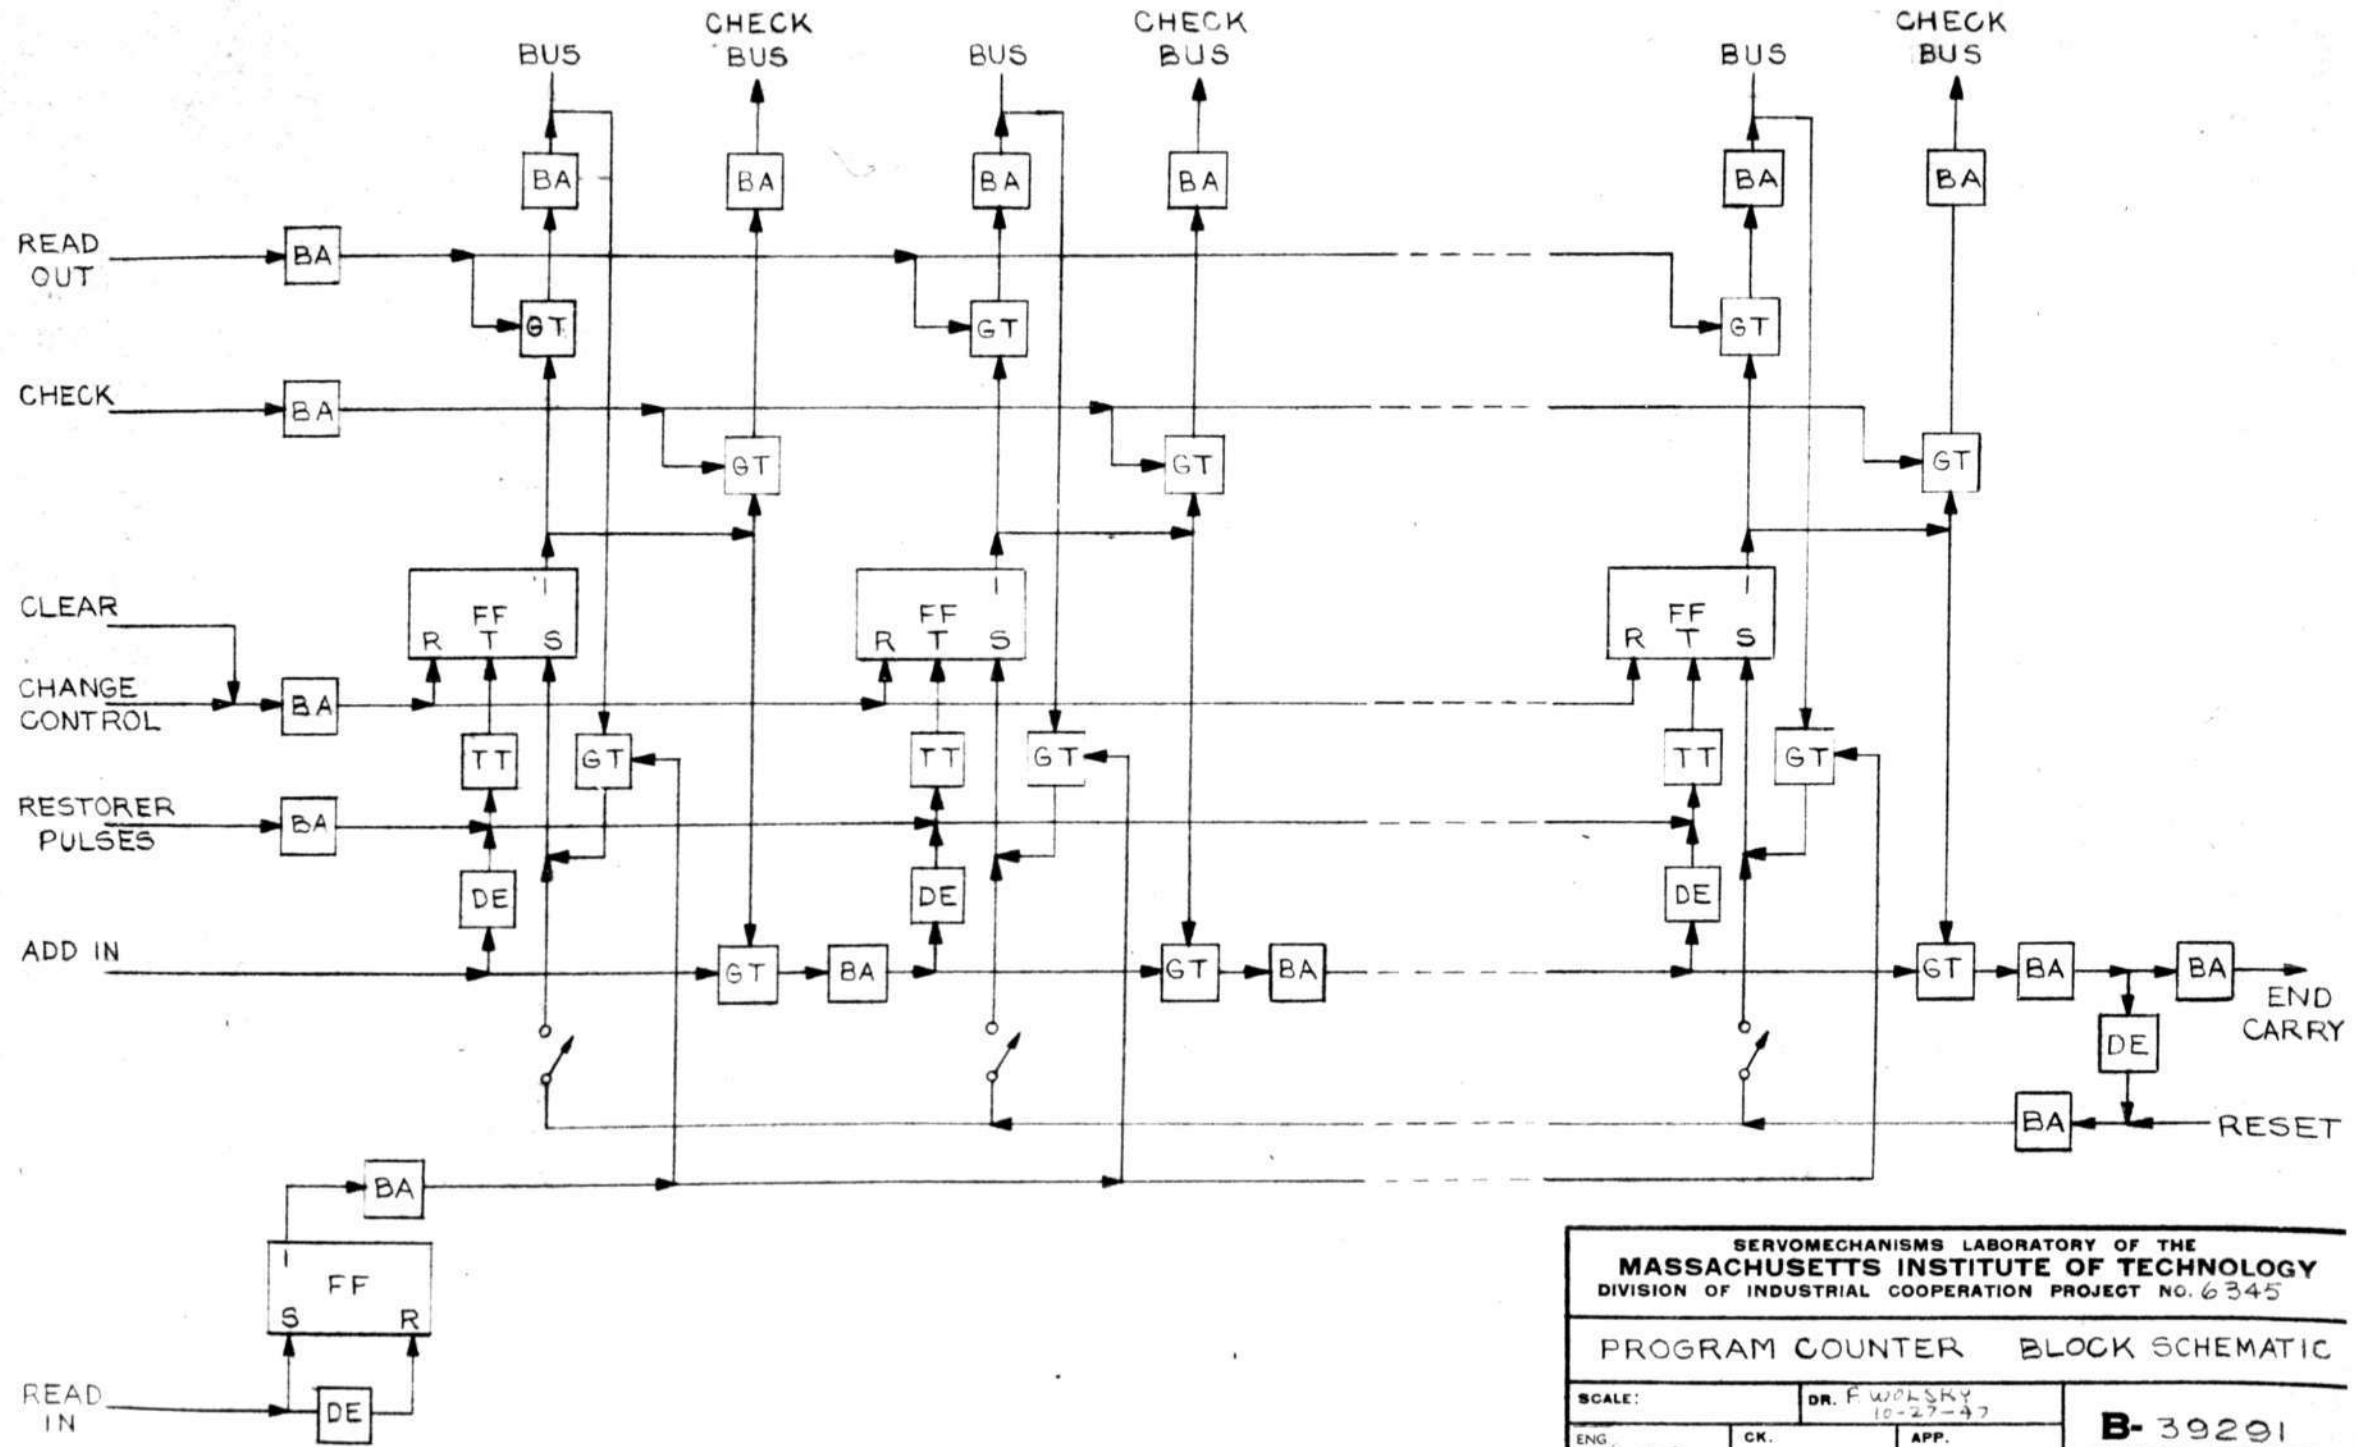 CHECK BUS
CHECK BUS
CHECK BUS
BUS
BUS
BUS
BA
BA
BA
BA
BA
BA
READ OUT
BA
GT
GT
GT
CHECK
BA
GT
GT
GT
CLEAR
FF
R T S
1
FF
R T S
1
FF
R T S
1
CHANGE CONTROL
BA
TT
GT
TT
GT
TT
GT
RESTORER PULSES
BA
DE
DE
DE
ADD IN
GT
BA
GT
BA
GT
BA
BA
END CARRY
DE
BA
RESET
BA
1
FF
S R
READ IN
DE
SERVOMECHANISMS LABORATORY OF THE
MASSACHUSETTS INSTITUTE OF TECHNOLOGY
DIVISION OF INDUSTRIAL COOPERATION PROJECT NO. 6345
PROGRAM COUNTER BLOCK SCHEMATIC
SCALE:
DR. F WOLSKY
10-27-47
B-39291
ENG.
CK.
APP.